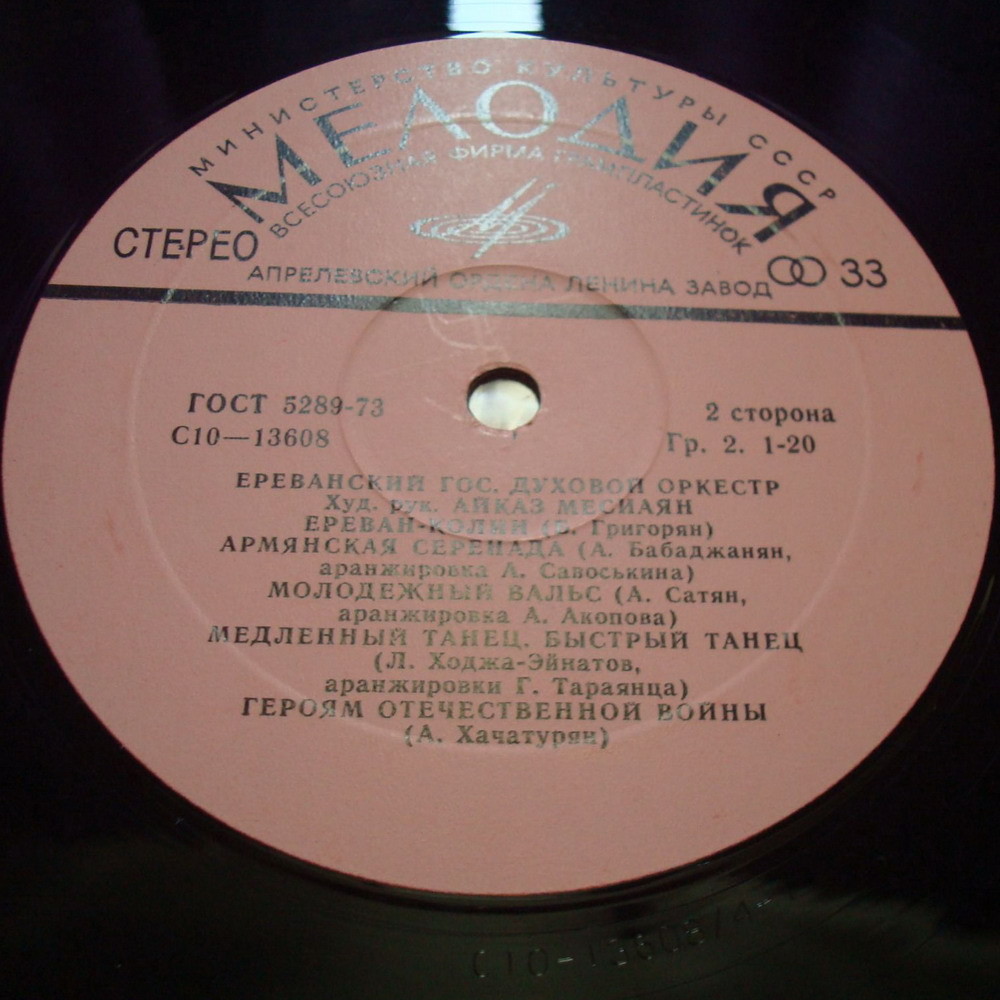 МИНИСТЕРСТВО КУЛЬТУРЫ СССР
МЕЛОДИЯ
ВСЕСОЮЗНАЯ ФИРМА ГРАМПЛАСТИНОК
СТЕРЕО
33
АПРЕЛЕВСКИЙ ОРДЕНА ЛЕНИНА ЗАВОД
ГОСТ 5289-73
2 сторона
С10—13608
Гр. 2. 1-20
ЕРЕВАНСКИЙ ГОС. ДУХОВОЙ ОРКЕСТР
Худ. рук. АЙКАЗ МЕСИАЯН
ЕРЕВАН-КОЛИН Григорян)
АРМЯНСКАЯ СЕРЕНАДА (А. Бабаджанян,
аранжировка А. Савоськина)
МОЛОДЕЖНЫЙ ВАЛЬС (А. Сатян,
аранжировка А. Акопова)
МЕДЛЕННЫЙ ТАНЕЦ. БЫСТРЫЙ ТАНЕЦ
(Л. Ходжа-Эйнатов,
аранжировки Г. Тараянца)
ГЕРОЯМ ОТЕЧЕСТВЕННОЙ ВОЙНЫ
(А. Хачатурян)